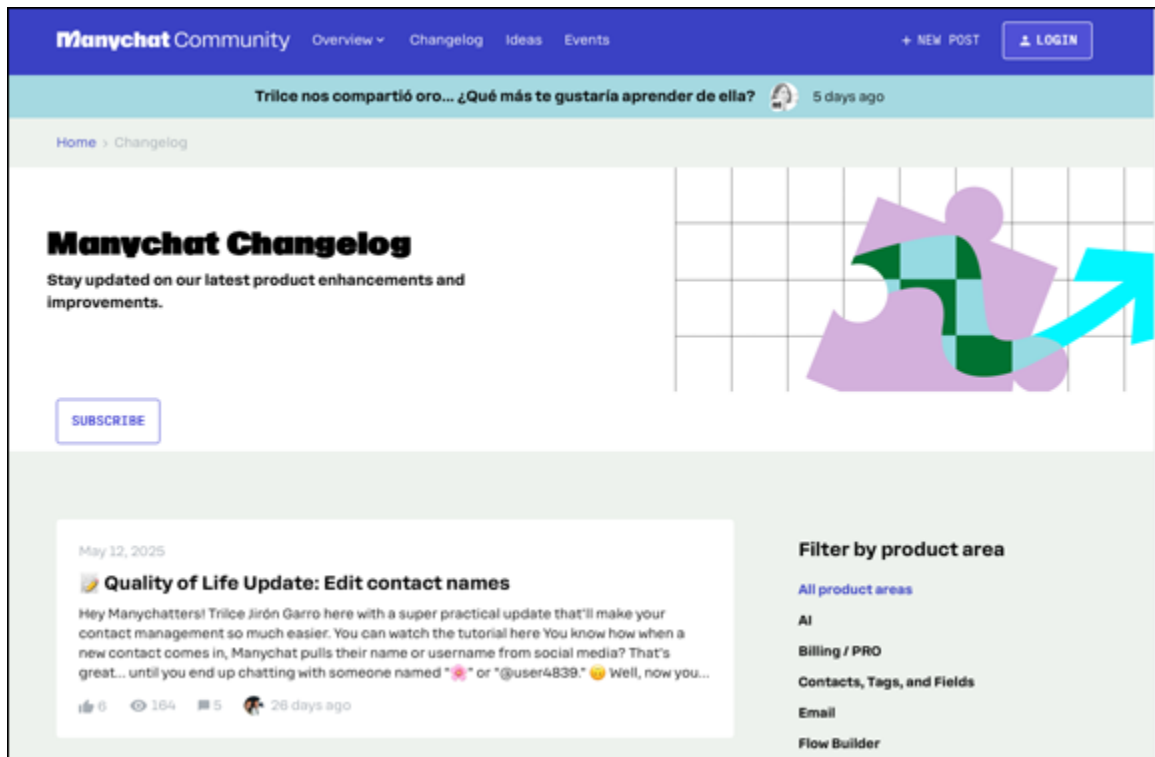 Manychat Community Overview Changelog Ideas Events + NEW POST LOGIN
Trilce nos compartió oro... ¿Qué más te gustaría aprender de ella? 5 days ago
Home › Changelog
Manychat Changelog
Stay updated on our latest product enhancements and
improvements.
SUBSCRIBE
May 12, 2025
📝 Quality of Life Update: Edit contact names
Hey Manychatters! Trilce Jirón Garro here with a super practical update that'll make your
contact management so much easier. You can watch the tutorial here You know how when a
new contact comes in, Manychat pulls their name or username from social media? That's
great... until you end up chatting with someone named "🌸" or "@user4839." 😳 Well, now you...
6 164 5 26 days ago
Filter by product area
All product areas
AI
Billing / PRO
Contacts, Tags, and Fields
Email
Flow Builder